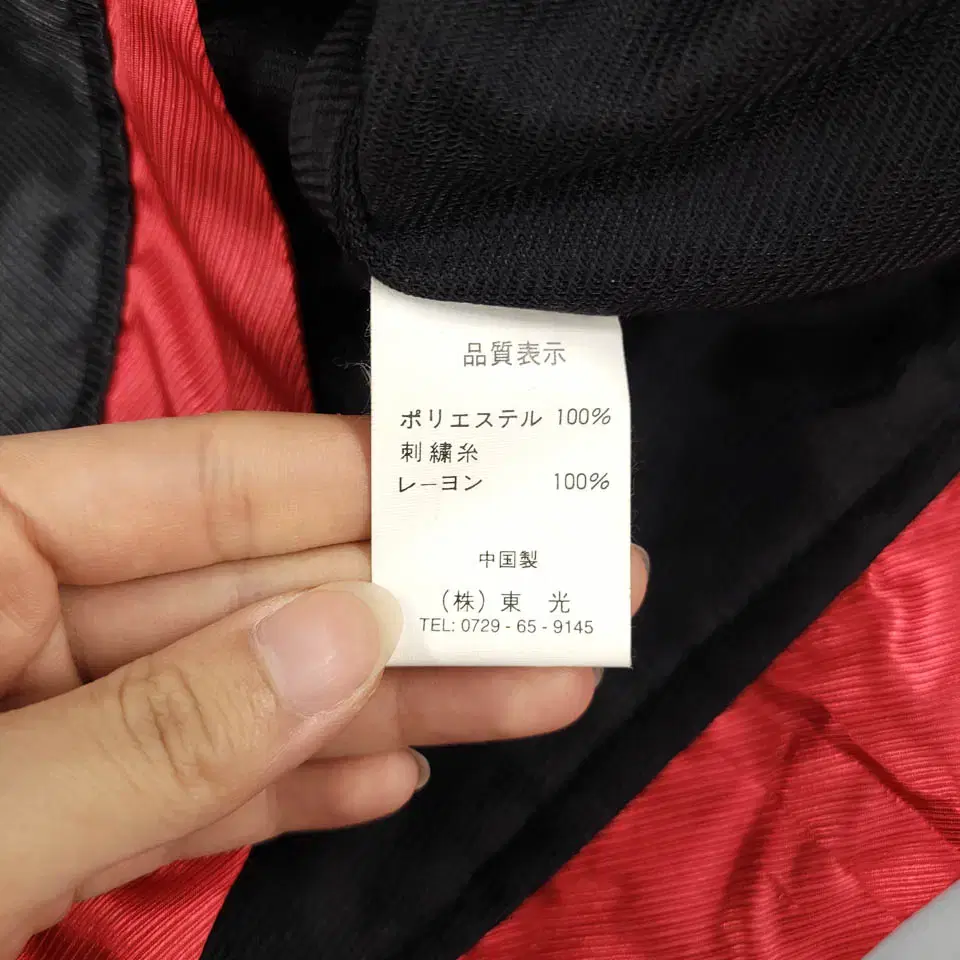 品質表示
ポリエステル 100%
刺繍糸
レーヨン 100%
中国製
(株) 東 光
TEL: 0729 - 65 - 9145